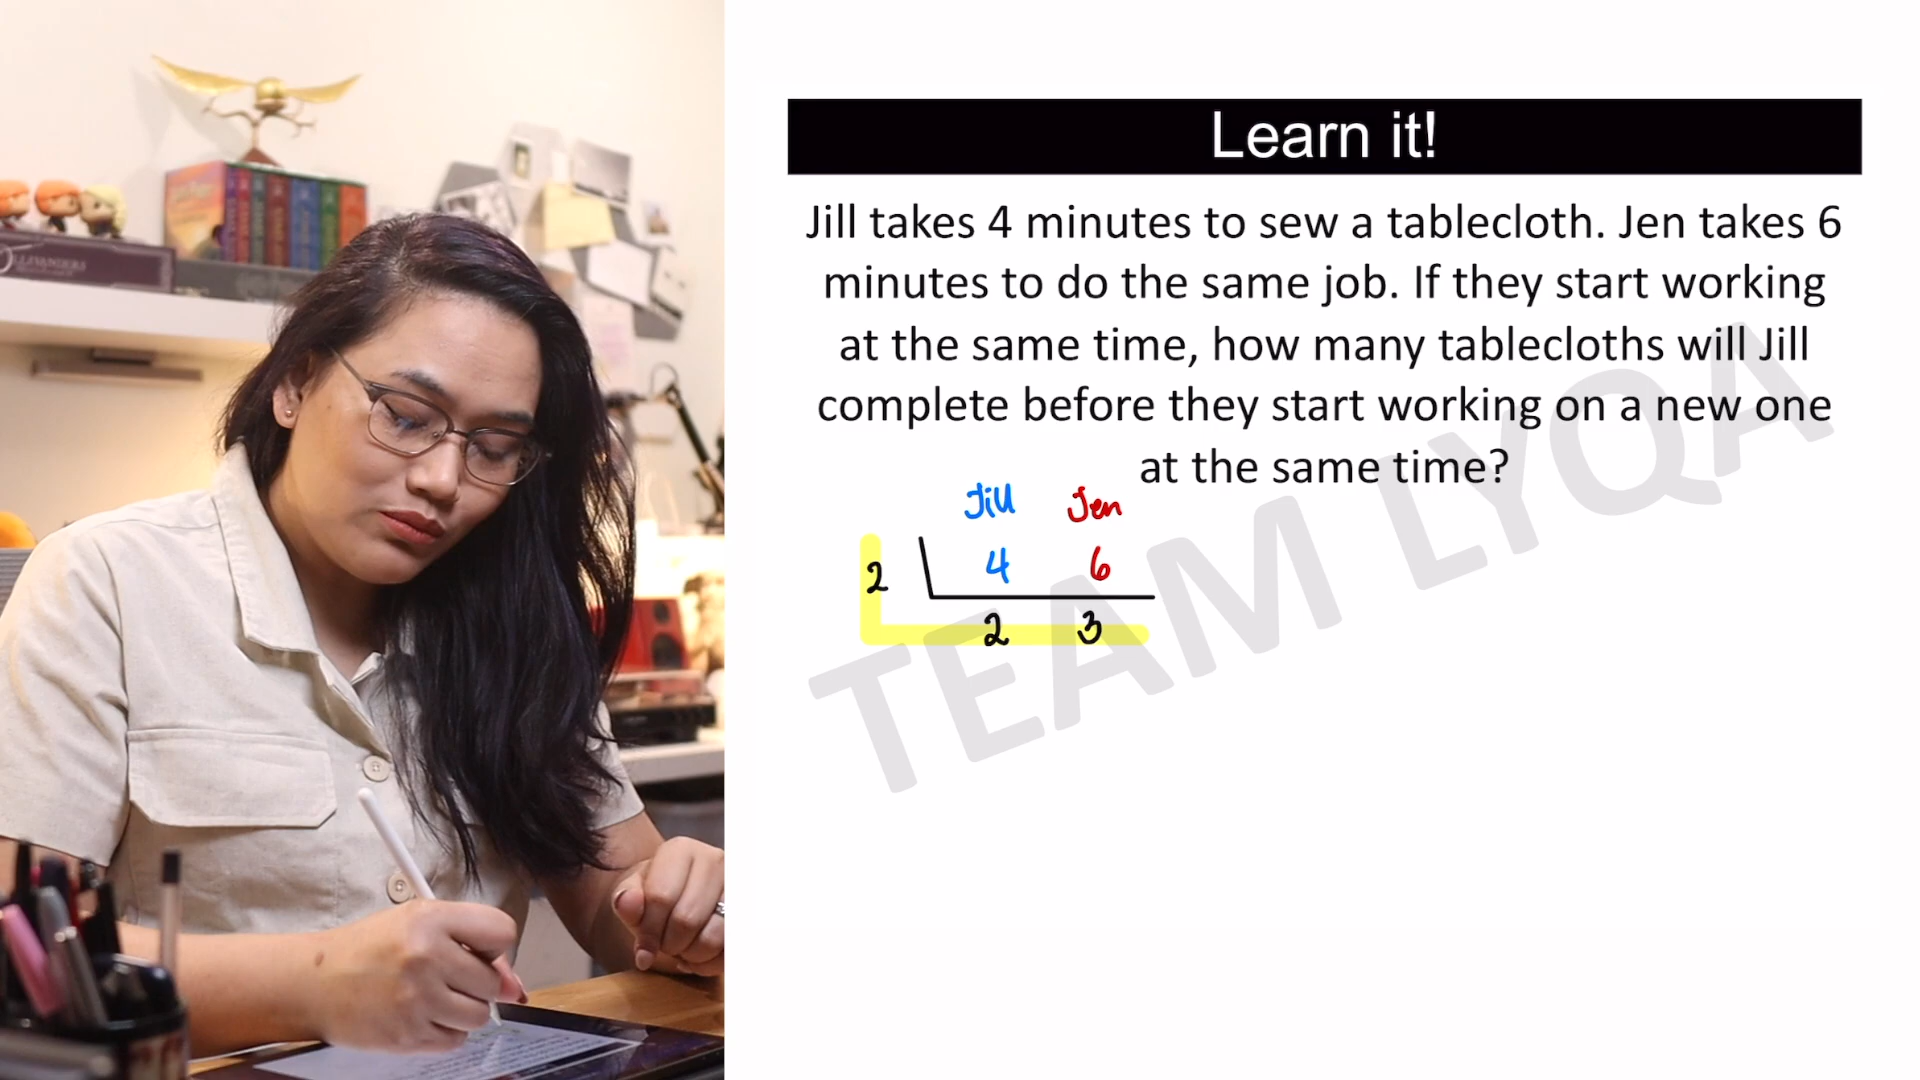 Learn it!
Jill takes 4 minutes to sew a tablecloth. Jen takes 6
minutes to do the same job. If they start working
at the same time, how many tablecloths will Jill
complete before they start working on a new one
at the same time?
Jill Jen
2 4 6
2 3
TEAM LYQA
OLLIVANDERS